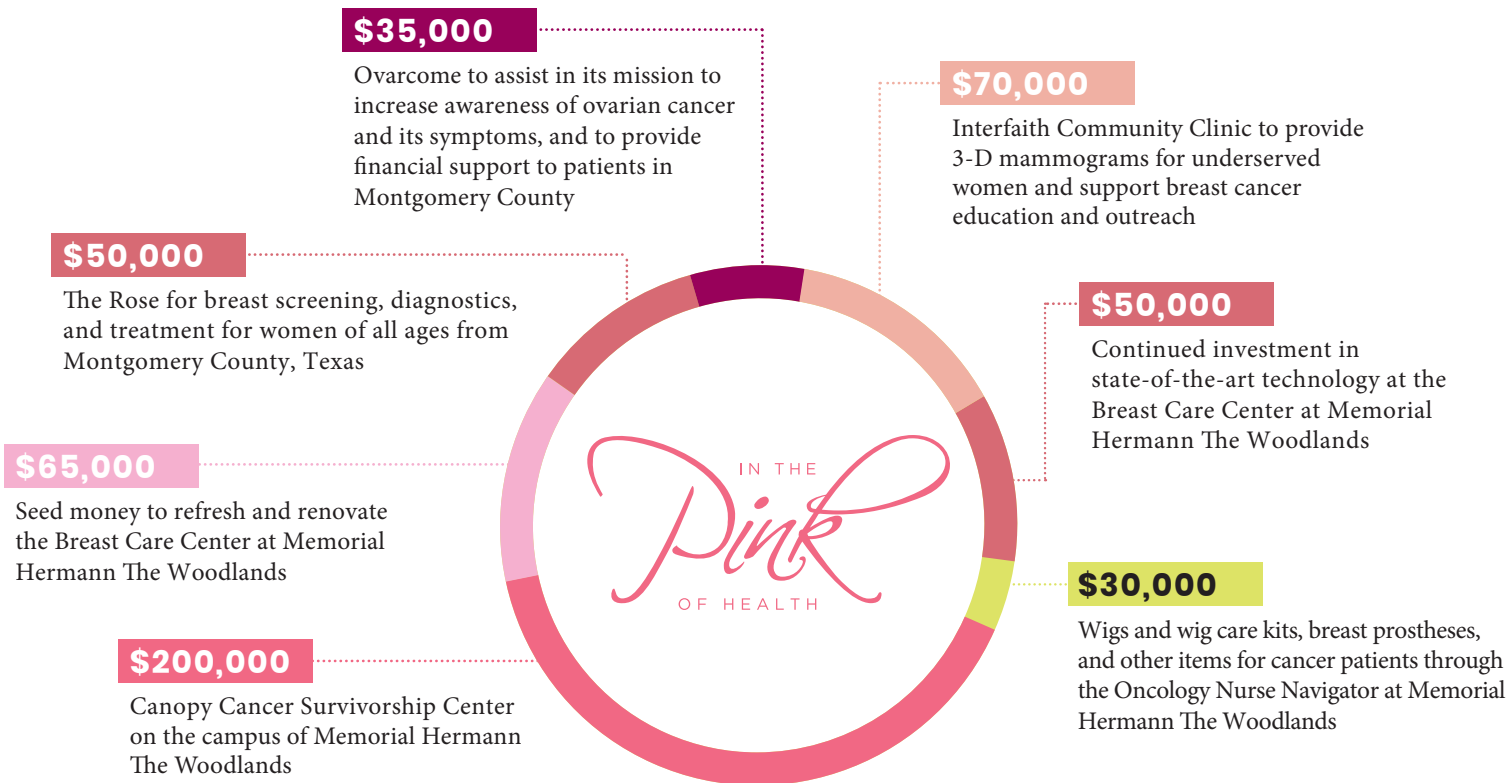 $35,000
Ovarcome to assist in its mission to
increase awareness of ovarian cancer
and its symptoms, and to provide
financial support to patients in
Montgomery County
$70,000
Interfaith Community Clinic to provide
3-D mammograms for underserved
women and support breast cancer
education and outreach
$50,000
The Rose for breast screening, diagnostics,
and treatment for women of all ages from
Montgomery County, Texas
$50,000
Continued investment in
state-of-the-art technology at the
Breast Care Center at Memorial
Hermann The Woodlands
$65,000
Seed money to refresh and renovate
the Breast Care Center at Memorial
Hermann The Woodlands
IN THE
Pink
OF HEALTH
$30,000
Wigs and wig care kits, breast prostheses,
and other items for cancer patients through
the Oncology Nurse Navigator at Memorial
Hermann The Woodlands
$200,000
Canopy Cancer Survivorship Center
on the campus of Memorial Hermann
The Woodlands